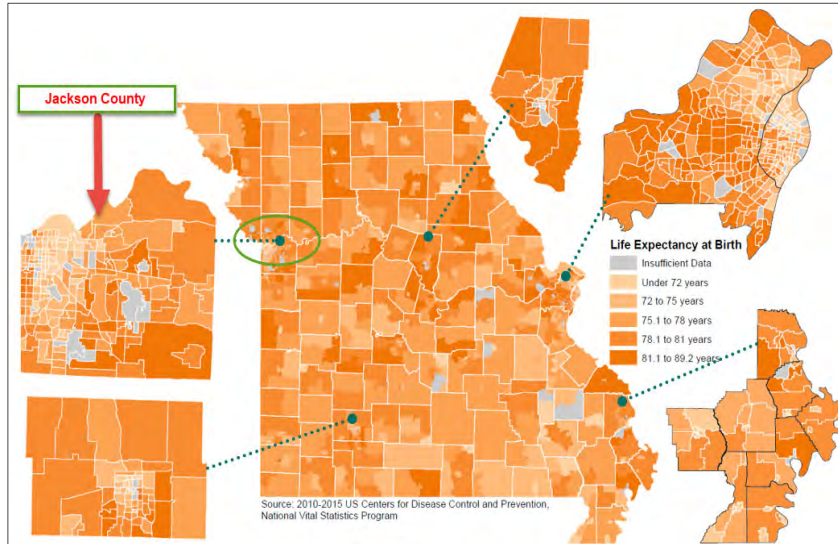 Jackson County
Life Expectancy at Birth
Insufficient Data
Under 72 years
72 to 75 years
75.1 to 78 years
78.1 to 81 years
81.1 to 89.2 years
Source: 2010-2015 US Centers for Disease Control and Prevention,
National Vital Statistics Program